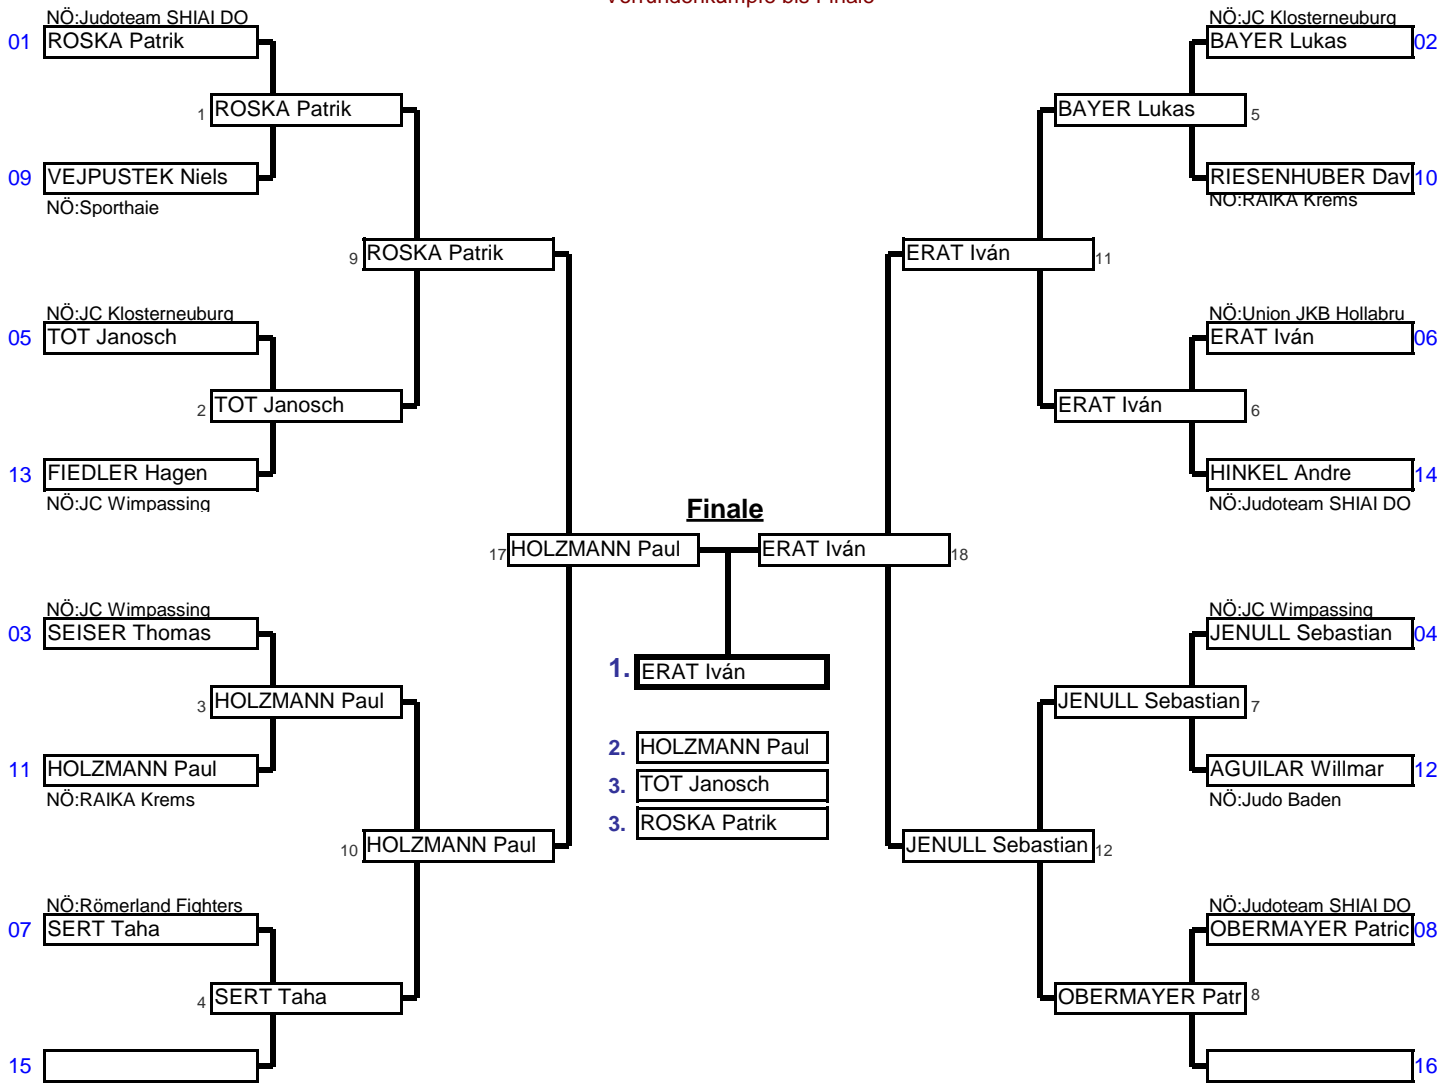 Vorrundenkämpfe bis Finale
NÖ:Judoteam SHIAI DO
01 ROSKA Patrik
1 ROSKA Patrik
09 VEJPUSTEK Niels
NÖ:Sporthaie
9 ROSKA Patrik
NÖ:JC Klosterneuburg
05 TOT Janosch
2 TOT Janosch
13 FIEDLER Hagen
NÖ:JC Wimpassing
17 HOLZMANN Paul
NÖ:JC Wimpassing
03 SEISER Thomas
3 HOLZMANN Paul
11 HOLZMANN Paul
NÖ:RAIKA Krems
10 HOLZMANN Paul
NÖ:Römerland Fighters
07 SERT Taha
4 SERT Taha
15
Finale
1. ERAT Iván
2. HOLZMANN Paul
3. TOT Janosch
3. ROSKA Patrik
NÖ:JC Klosterneuburg
BAYER Lukas 02
BAYER Lukas 5
RIESENHUBER Dav 10
NÖ:RAIKA Krems
ERAT Iván 11
NÖ:Union JKB Hollabru
ERAT Iván 06
ERAT Iván 6
HINKEL Andre 14
NÖ:Judoteam SHIAI DO
ERAT Iván 18
NÖ:JC Wimpassing
JENULL Sebastian 04
JENULL Sebastian 7
AGUILAR Willmar 12
NÖ:Judo Baden
JENULL Sebastian 12
NÖ:Judoteam SHIAI DO
OBERMAYER Patric 08
OBERMAYER Patr 8
16